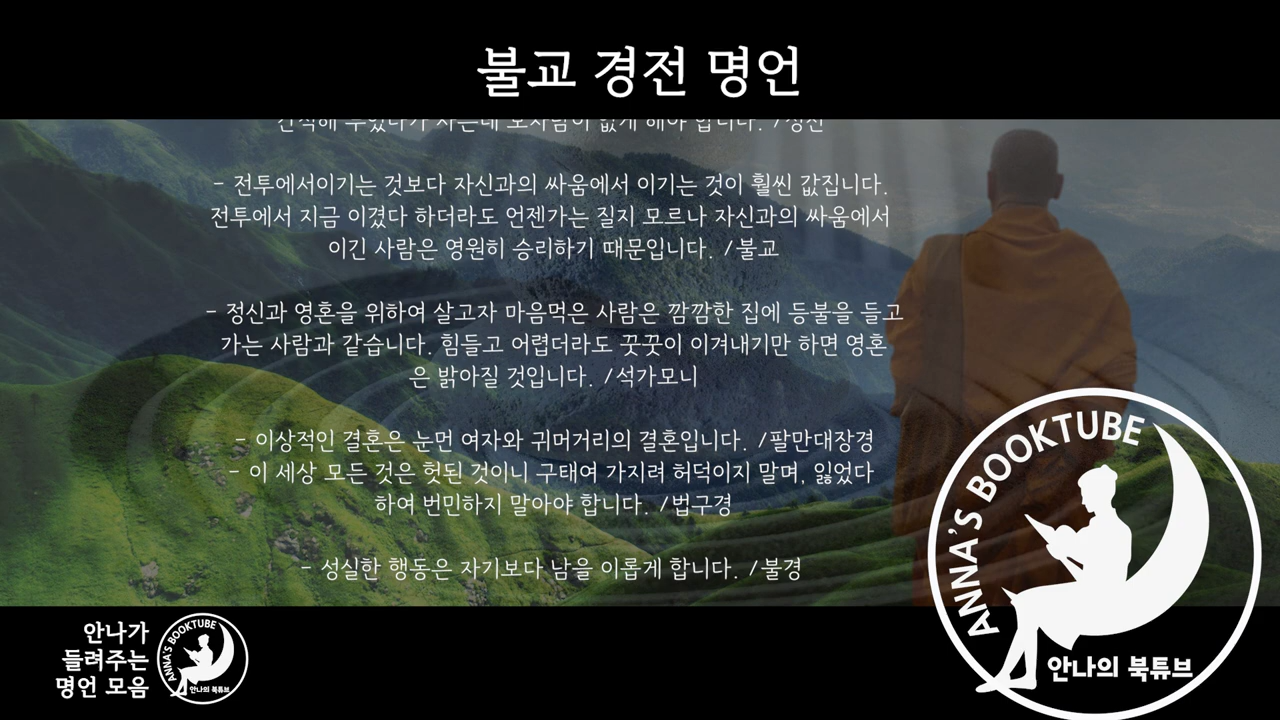 불교 경전 명언
- 전투에서이기는 것보다 자신과의 싸움에서 이기는 것이 훨씬 값집니다.
전투에서 지금 이겼다 하더라도 언젠가는 질지 모르나 자신과의 싸움에서
이긴 사람은 영원히 승리하기 때문입니다. /불교
- 정신과 영혼을 위하여 살고자 마음먹은 사람은 깜깜한 집에 등불을 들고
가는 사람과 같습니다. 힘들고 어렵더라도 꿋꿋이 이겨내기만 하면 영혼
은 밝아질 것입니다. /석가모니
- 이상적인 결혼은 눈먼 여자와 귀머거리의 결혼입니다. /팔만대장경
- 이 세상 모든 것은 헛된 것이니 구태여 가지려 허덕이지 말며, 잃었다
하여 번민하지 말아야 합니다. /법구경
- 성실한 행동은 자기보다 남을 이롭게 합니다. /불경
ANNA'S BOOKTUBE
안나의 북튜브
안나가
들려주는
명언 모음
ANNA'S BOOKTUBE
안나의 북튜브